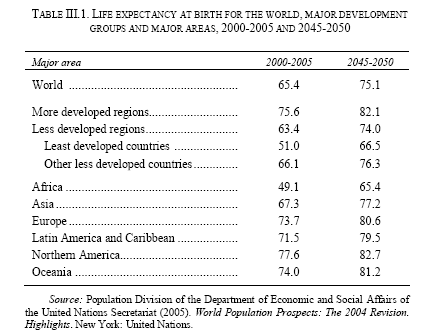 TABLE III.1. LIFE EXPECTANCY AT BIRTH FOR THE WORLD, MAJOR DEVELOPMENT
GROUPS AND MAJOR AREAS, 2000-2005 AND 2045-2050
Major area 2000-2005 2045-2050
World .................................................... 65.4 75.1
More developed regions........................... 75.6 82.1
Less developed regions............................ 63.4 74.0
Least developed countries .................... 51.0 66.5
Other less developed countries.............. 66.1 76.3
Africa ..................................................... 49.1 65.4
Asia ........................................................ 67.3 77.2
Europe .................................................... 73.7 80.6
Latin America and Caribbean ................... 71.5 79.5
Northern America..................................... 77.6 82.7
Oceania ................................................... 74.0 81.2
Source: Population Division of the Department of Economic and Social Affairs of
the United Nations Secretariat (2005). World Population Prospects: The 2004 Revision.
Highlights. New York: United Nations.